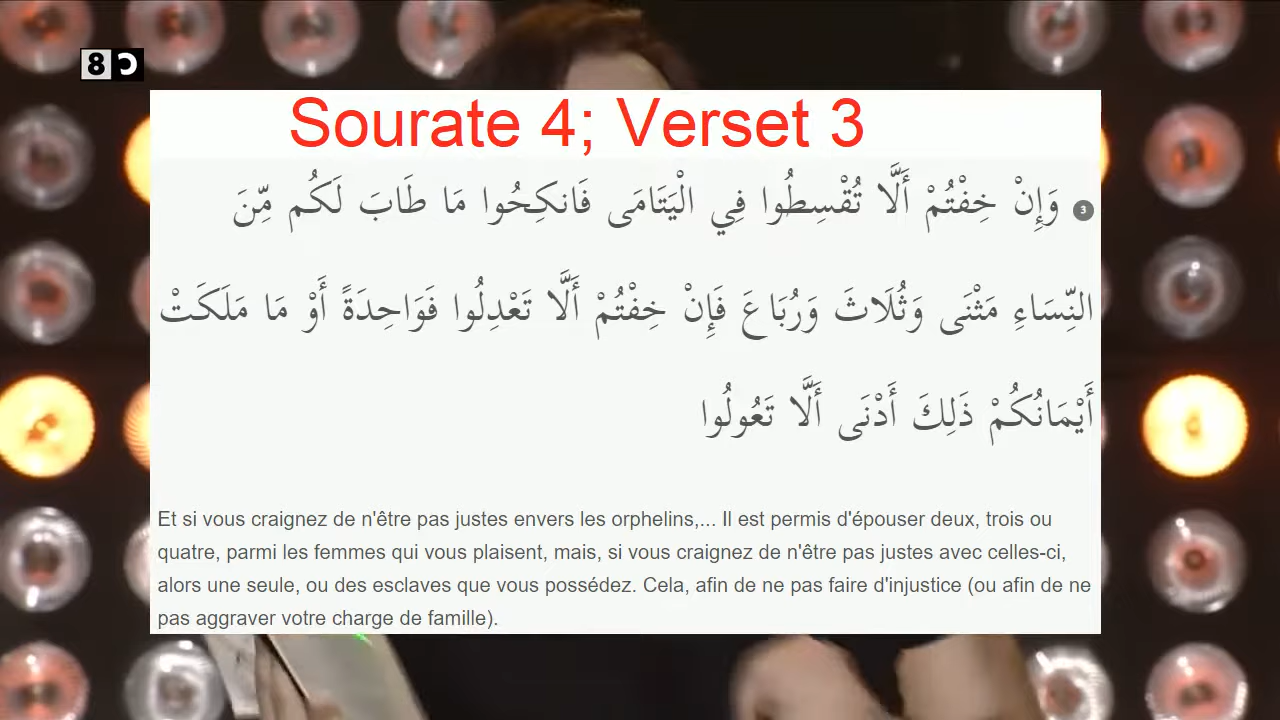 8Ɔ
Sourate 4; Verset 3
3 وَإِنْ خِفْتُمْ أَلَّا تُقْسِطُوا فِي الْيَتَامَى فَانكِحُوا مَا طَابَ لَكُم مِّنَ
النِّسَاءِ مَثْنَى وَثُلَاثَ وَرُبَاعَ فَإِنْ خِفْتُمْ أَلَّا تَعْدِلُوا فَوَاحِدَةً أَوْ مَا مَلَكَتْ
أَيْمَانُكُمْ ذَلِكَ أَدْنَى أَلَّا تَعُولُوا
Et si vous craignez de n'être pas justes envers les orphelins,... Il est permis d'épouser deux, trois ou
quatre, parmi les femmes qui vous plaisent, mais, si vous craignez de n'être pas justes avec celles-ci,
alors une seule, ou des esclaves que vous possédez. Cela, afin de ne pas faire d'injustice (ou afin de ne
pas aggraver votre charge de famille).